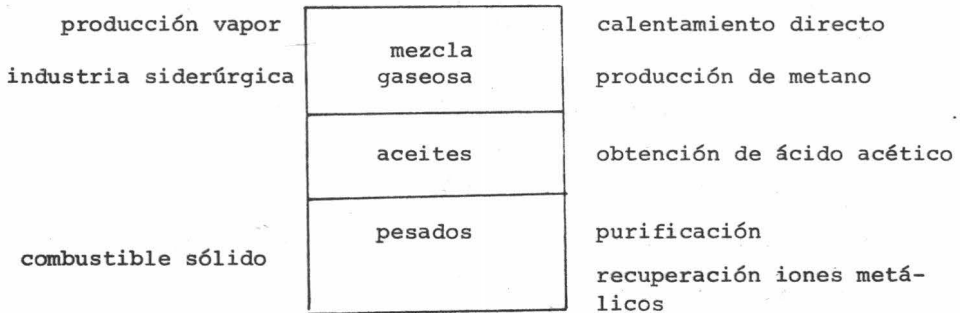 producción vapor
calentamiento directo
mezcla
industria siderúrgica
gaseosa
producción de metano
aceites
obtención de ácido acético
pesados
purificación
combustible sólido
recuperación iones metá-
licos